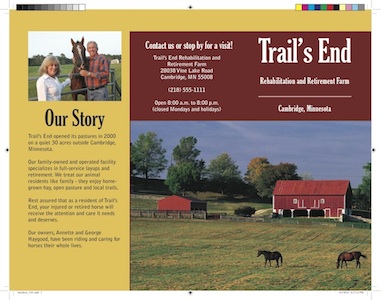 Our Story
Trail's End opened its pastures in 2000
on a quiet 30 acres outside Cambridge,
Minnesota.
Our family-owned and operated facility
specializes in full-service layups and
retirement. We treat our animal
residents like family - they enjoy home-
grown hay, open pasture and local trails.
Rest assured that as a resident of Trail's
End, your injured or retired horse will
receive the attention and care it needs
and deserves.
Our owners, Annette and George
Haygood, have been riding and caring for
horses their whole lives.
Contact us or stop by for a visit!
Trail's End Rehabilitation and
Retirement Farm
28038 Vine Lake Road
Cambridge, MN 55008
(218) 555-1111
Open 8:00 a.m. to 8:00 p.m.
(closed Mondays and holidays)
Trail's End
Rehabilitation and Retirement Farm
Cambridge, Minnesota